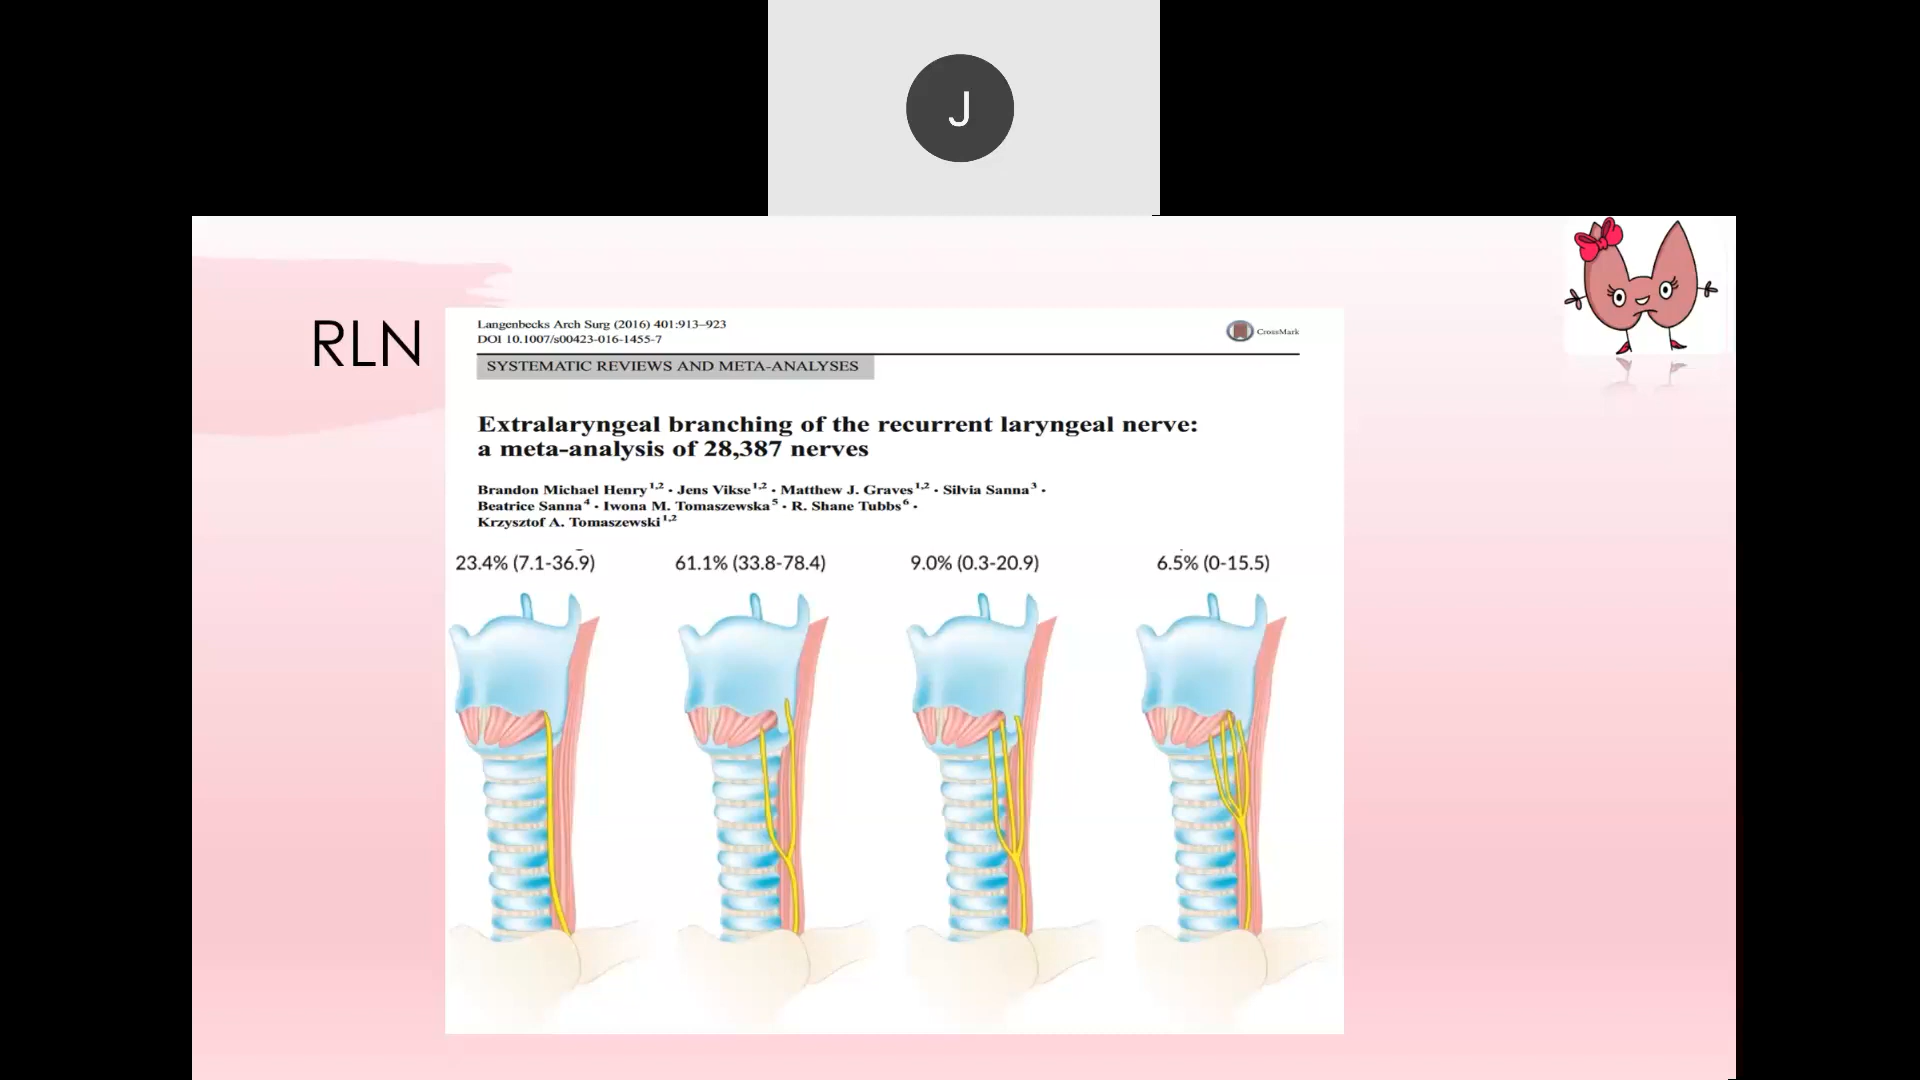 J
RLN
Langenbecks Arch Surg (2016) 401:913–923
DOI 10.1007/s00423-016-1455-7
CrossMark
SYSTEMATIC REVIEWS AND META-ANALYSES
Extralaryngeal branching of the recurrent laryngeal nerve:
a meta-analysis of 28,387 nerves
Brandon Michael Henry1,2 · Jens Vikse1,2 · Matthew J. Graves1,2 · Silvia Sanna3 ·
Beatrice Sanna4 · Iwona M. Tomaszewska5 · R. Shane Tubbs6 ·
Krzysztof A. Tomaszewski1,2
23.4% (7.1-36.9) 61.1% (33.8-78.4) 9.0% (0.3-20.9) 6.5% (0-15.5)